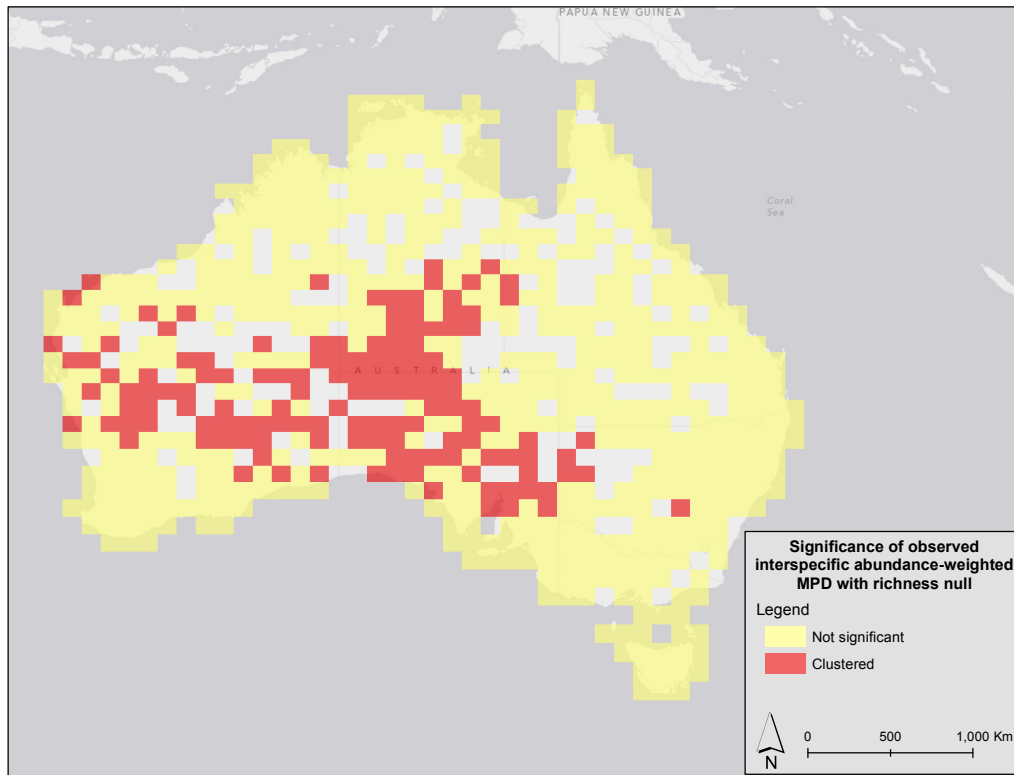 PAPUA NEW GUINEA
Coral
Sea
AUSTRALIA
Significance of observed
interspecific abundance-weighted
MPD with richness null
Legend
Not significant
Clustered
N
0 500 1,000 Km